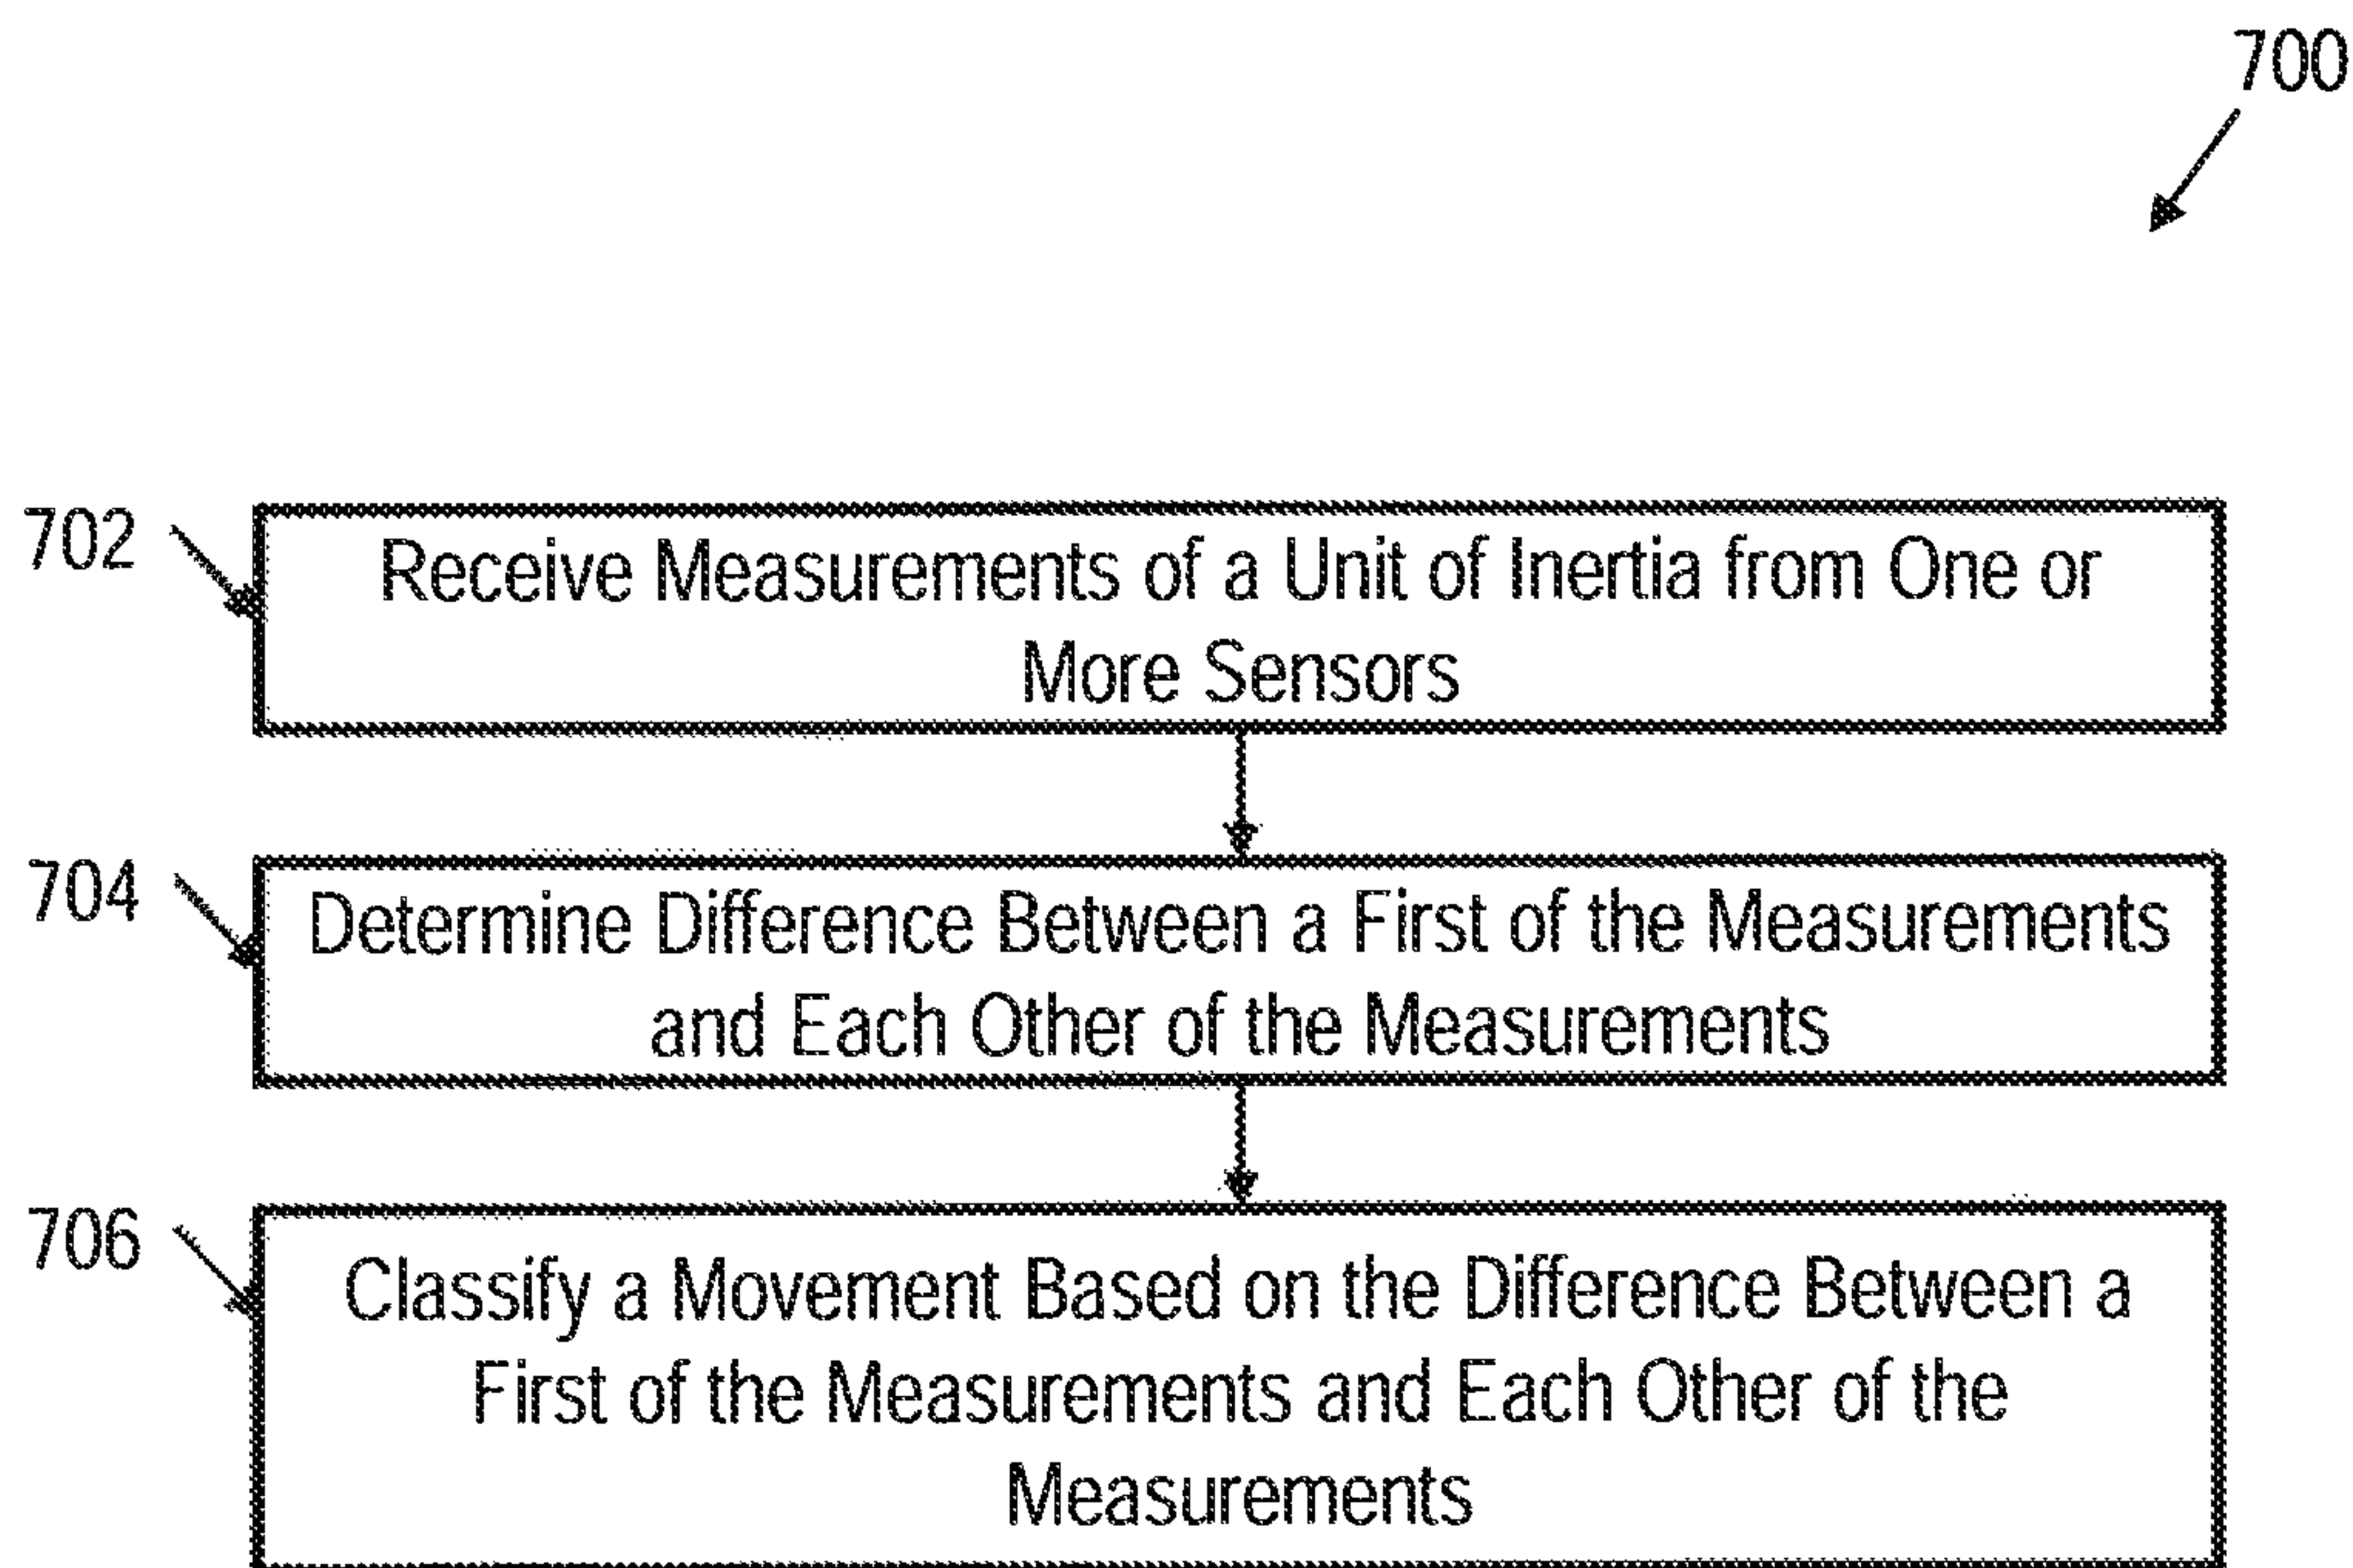 700
702
Receive Measurements of a Unit of Inertia from One or
More Sensors
704
Determine Difference Between a First of the Measurements
and Each Other of the Measurements
706
Classify a Movement Based on the Difference Between a
First of the Measurements and Each Other of the
Measurements